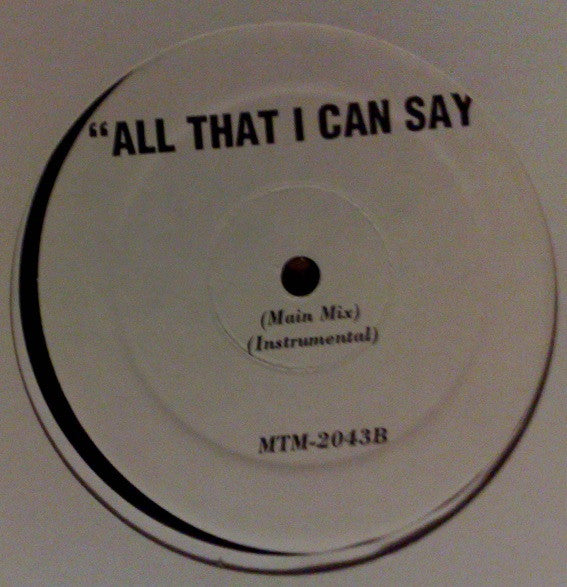 “ALL THAT I CAN SAY
(Main Mix)
(Instrumental)
MTM-2043B